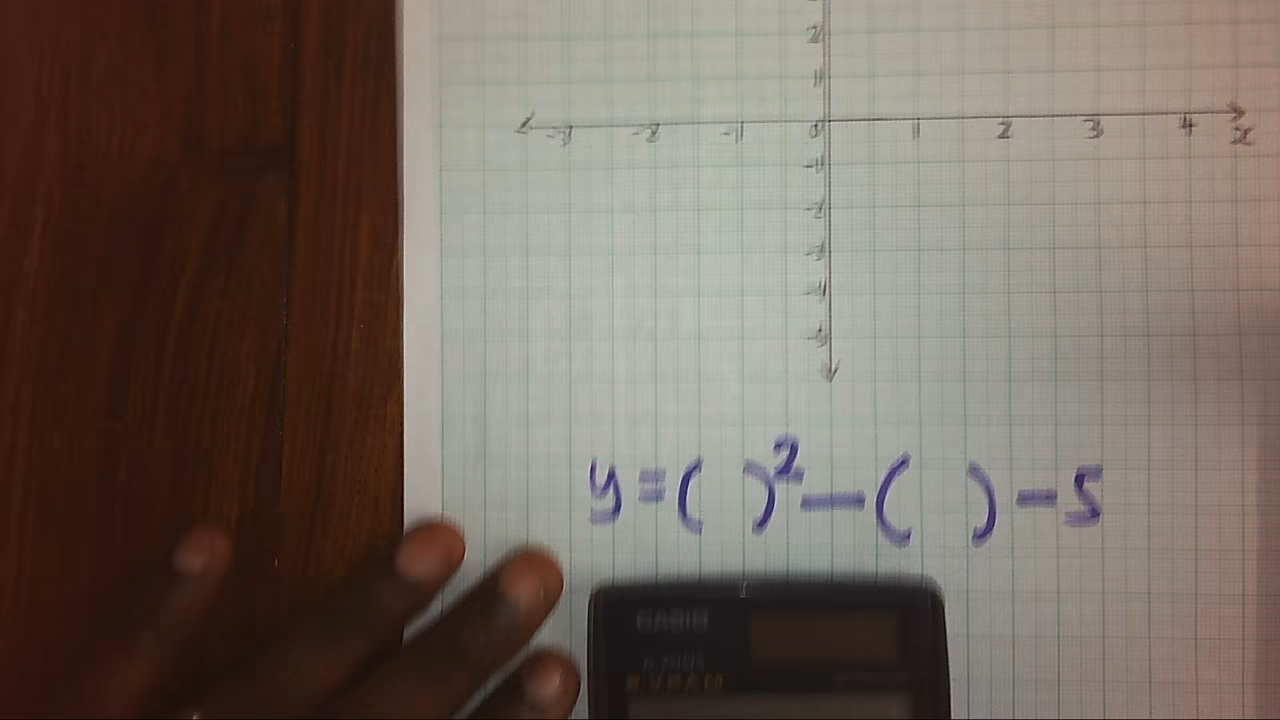 2
1
-3 -2 -1 0 1 2 3 4 x
-1
-2
-3
-4
-5
y = ( )² - ( ) - 5
CASIO